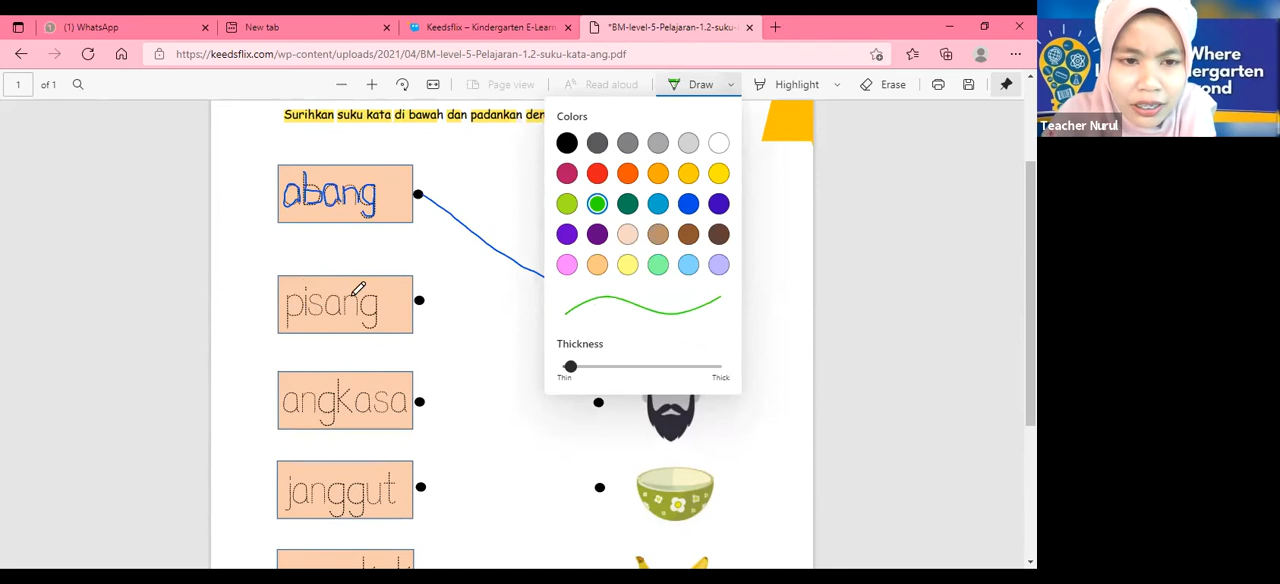 (1) WhatsApp
New tab
Keedsflix – Kindergarten E-Learn
*BM-level-5-Pelajaran-1.2-suku-
https://keedsflix.com/wp-content/uploads/2021/04/BM-level-5-Pelajaran-1.2-suku-kata-ang.pdf
1 of 1
Page view
Read aloud
Draw
Highlight
Erase
Where
Teacher Nurul
Surihkan suku kata di bawah dan padankan den
Colors
Thickness
Thin
Thick
abang
pisang
angkasa
janggut